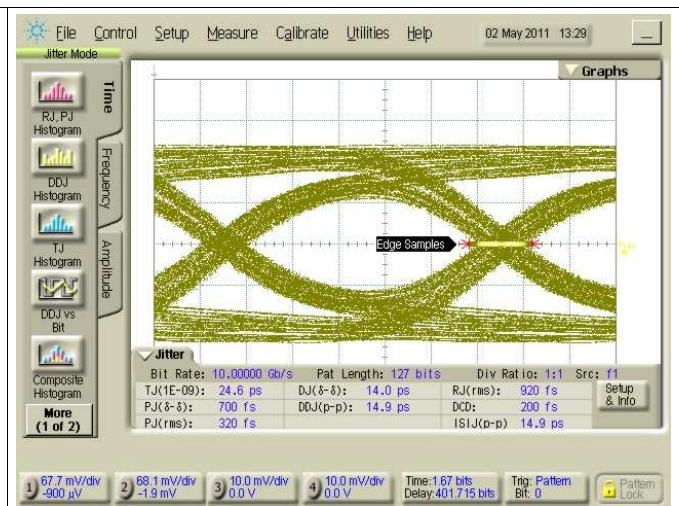 File Control Setup Measure Calibrate Utilities Help 02 May 2011 13:29
Jitter Mode
Graphs
RJ, PJ
Histogram
DDJ
Histogram
TJ
Histogram
DDJ vs
Bit
Composite
Histogram
More
(1 of 2)
Time
Frequency
Amplitude
Edge Samples
Jitter
Bit Rate: 10.00000 Gb/s Pat Length: 127 bits Div Ratio: 1:1 Src: f1
TJ(1E-09): 24.6 ps DJ(δ-δ): 14.0 ps RJ(rms): 920 fs
PJ(δ-δ): 700 fs DDJ(p-p): 14.9 ps DCD: 200 fs
PJ(rms): 320 fs ISIJ(p-p) 14.9 ps
Setup
& Info
1) 67.7 mV/div 2) 68.1 mV/div 3) 10.0 mV/div 4) 10.0 mV/div Time:1.67 bits Trig: Pattern Pattern
-900 µV -1.9 mV 0.0 V 0.0 V Delay:401.715 bits Bit: 0 Lock